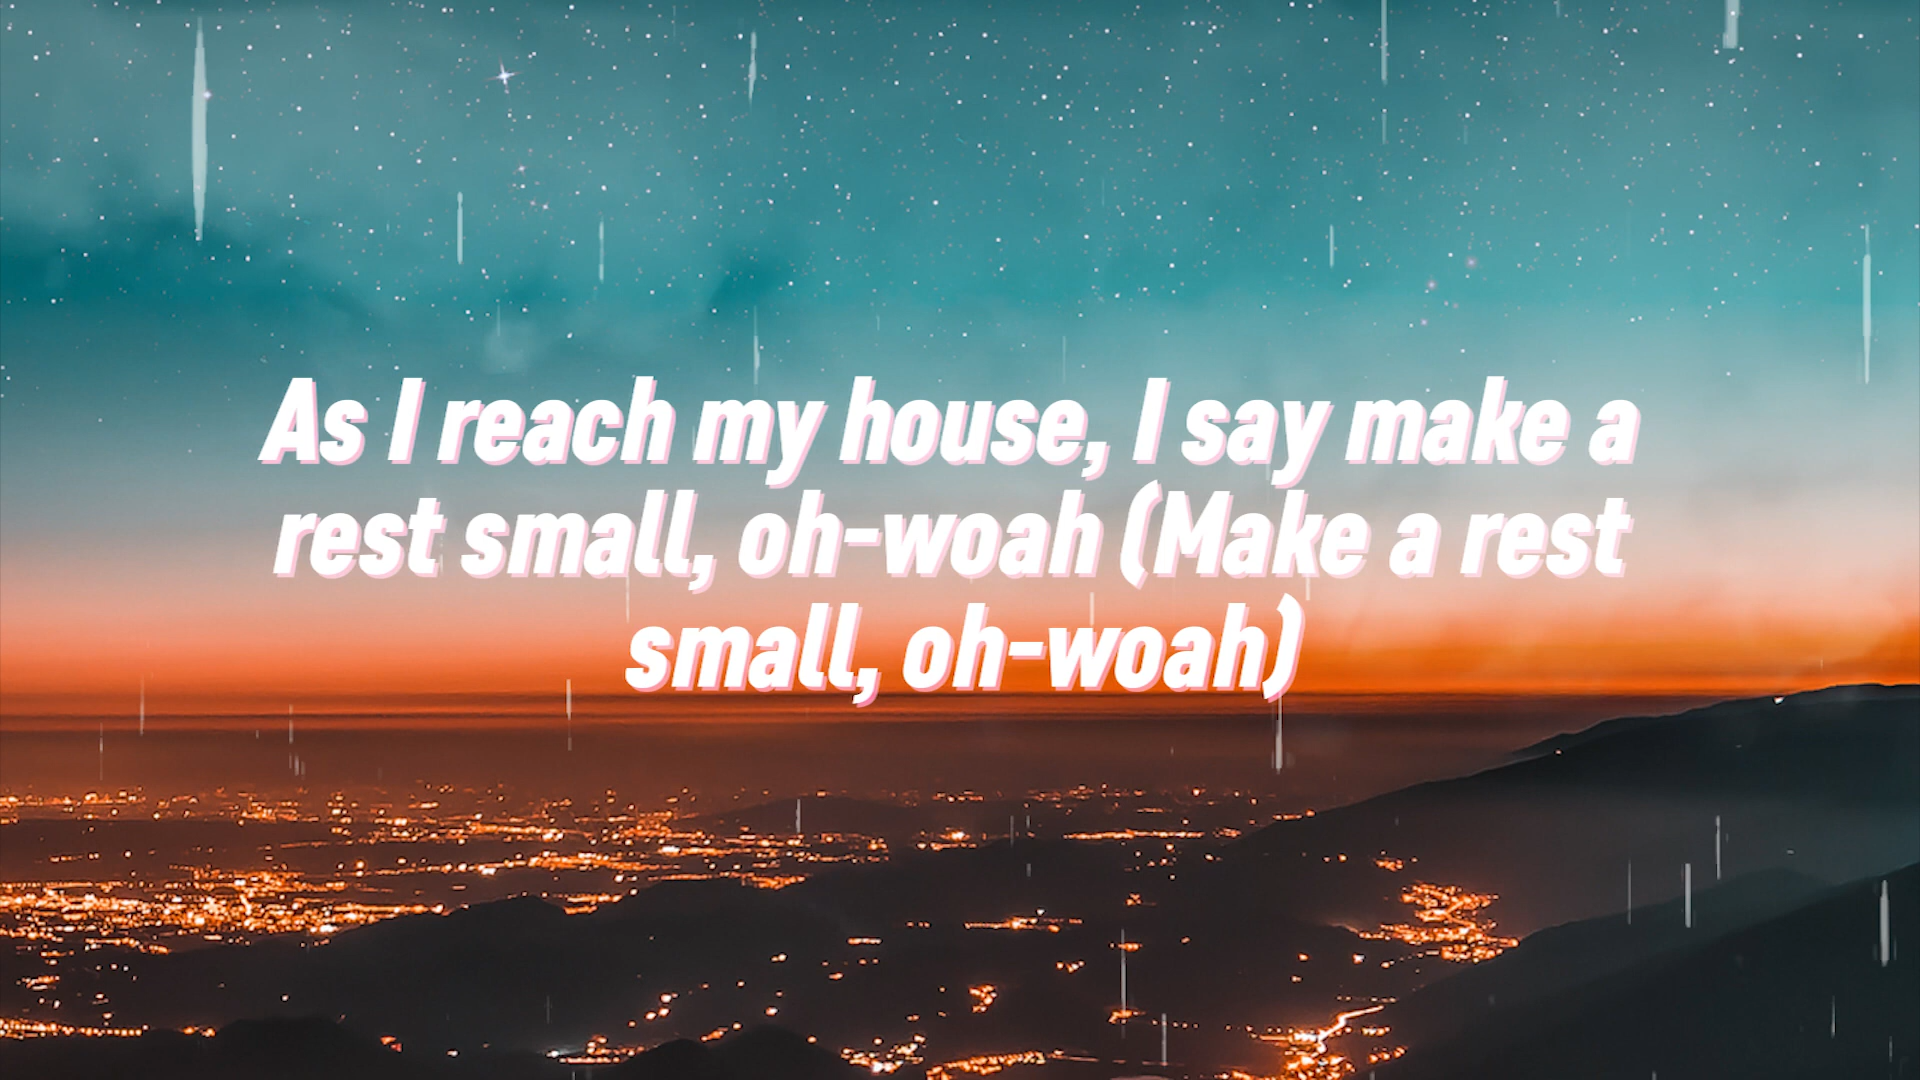 As I reach my house, I say make a
rest small, oh-woah (Make a rest
small, oh-woah)